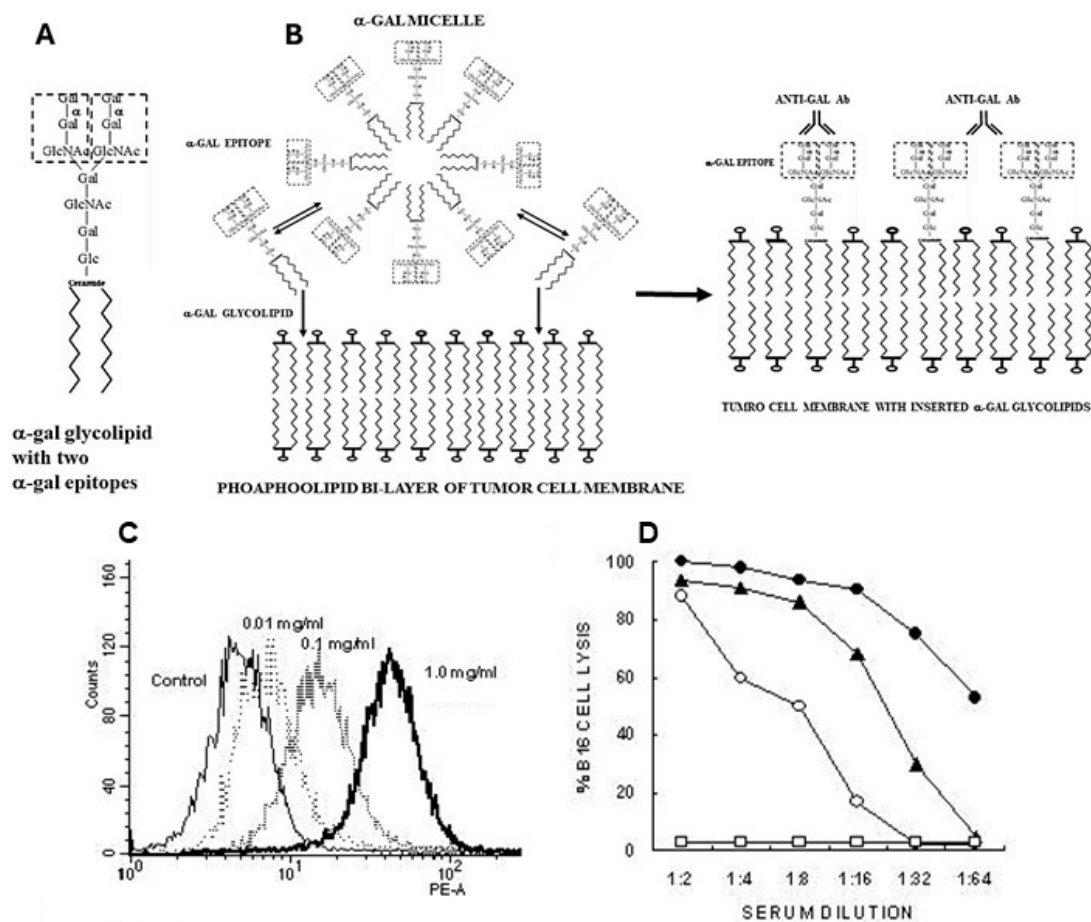 A
Gal Gal
α α
Gal Gal
GlcNAc GlcNAc
Gal
GlcNAc
Gal
Glc
Ceramide
α-gal glycolipid
with two
α-gal epitopes
B
α-GAL MICELLE
α-GAL EPITOPE
α-GAL GLYCOLIPID
PHOAPHOOLIPID BI-LAYER OF TUMOR CELL MEMBRANE
ANTI-GAL Ab ANTI-GAL Ab
α-GAL EPITOPE
Gal
GlcNAc
Gal
Glc
TUMRO CELL MEMBRANE WITH INSERTED α-GAL GLYCOLIPIDS
C
Counts
160
120
80
40
0
Control
0.01 mg/ml
0.1 mg/ml
1.0 mg/ml
10⁰ 10¹ 10²
PE-A
D
% B16 CELL LYSIS
100
80
60
40
20
0
1:2 1:4 1:8 1:16 1:32 1:64
SERUM DILUTION